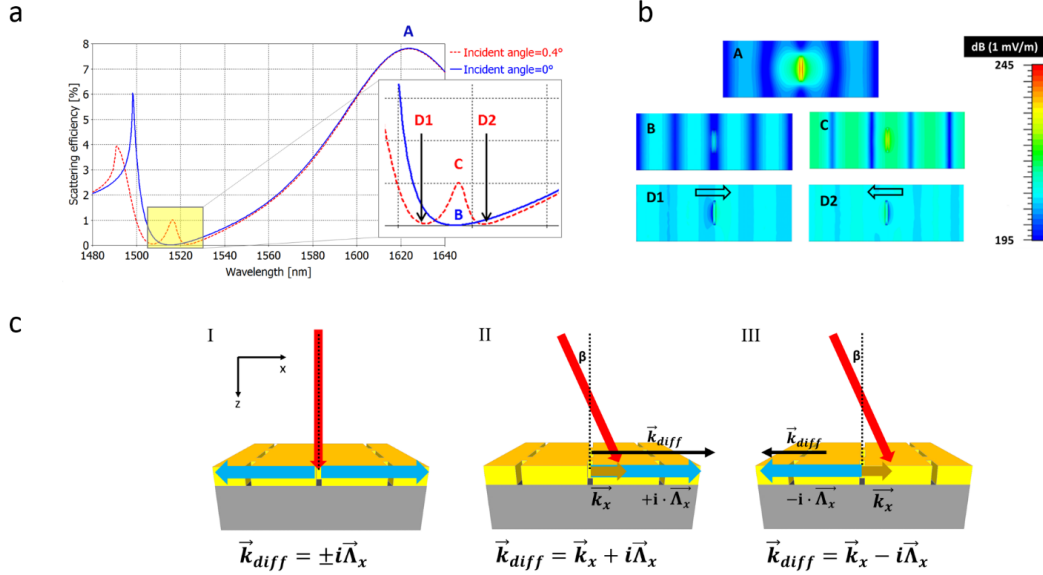 a
A
Incident angle=0.4°
Incident angle=0°
Scattering efficiency [%]
8
7
6
5
4
3
2
1
0
D1
D2
C
B
1480 1500 1520 1540 1560 1580 1600 1620 1640
Wavelength [nm]
b
dB (1 mV/m)
245
195
A
B
C
D1
D2
c
I
x
z
k⃗diff = ±iΛ⃗x
II
β
k⃗diff
k⃗x
+i · Λ⃗x
k⃗diff = k⃗x + iΛ⃗x
III
β
k⃗diff
−i · Λ⃗x
k⃗x
k⃗diff = k⃗x − iΛ⃗x